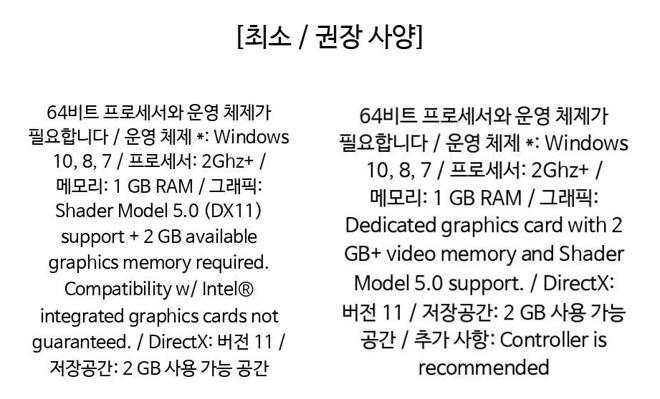 [최소 / 권장 사양]
64비트 프로세서와 운영 체제가
필요합니다 / 운영 체제 *: Windows
10, 8, 7 / 프로세서: 2Ghz+ /
메모리: 1 GB RAM / 그래픽:
Shader Model 5.0 (DX11)
support + 2 GB available
graphics memory required.
Compatibility w/ Intel®
integrated graphics cards not
guaranteed. / DirectX: 버전 11 /
저장공간: 2 GB 사용 가능 공간
64비트 프로세서와 운영 체제가
필요합니다 / 운영 체제 *: Windows
10, 8, 7 / 프로세서: 2Ghz+ /
메모리: 1 GB RAM / 그래픽:
Dedicated graphics card with 2
GB+ video memory and Shader
Model 5.0 support. / DirectX:
버전 11 / 저장공간: 2 GB 사용 가능
공간 / 추가 사항: Controller is
recommended